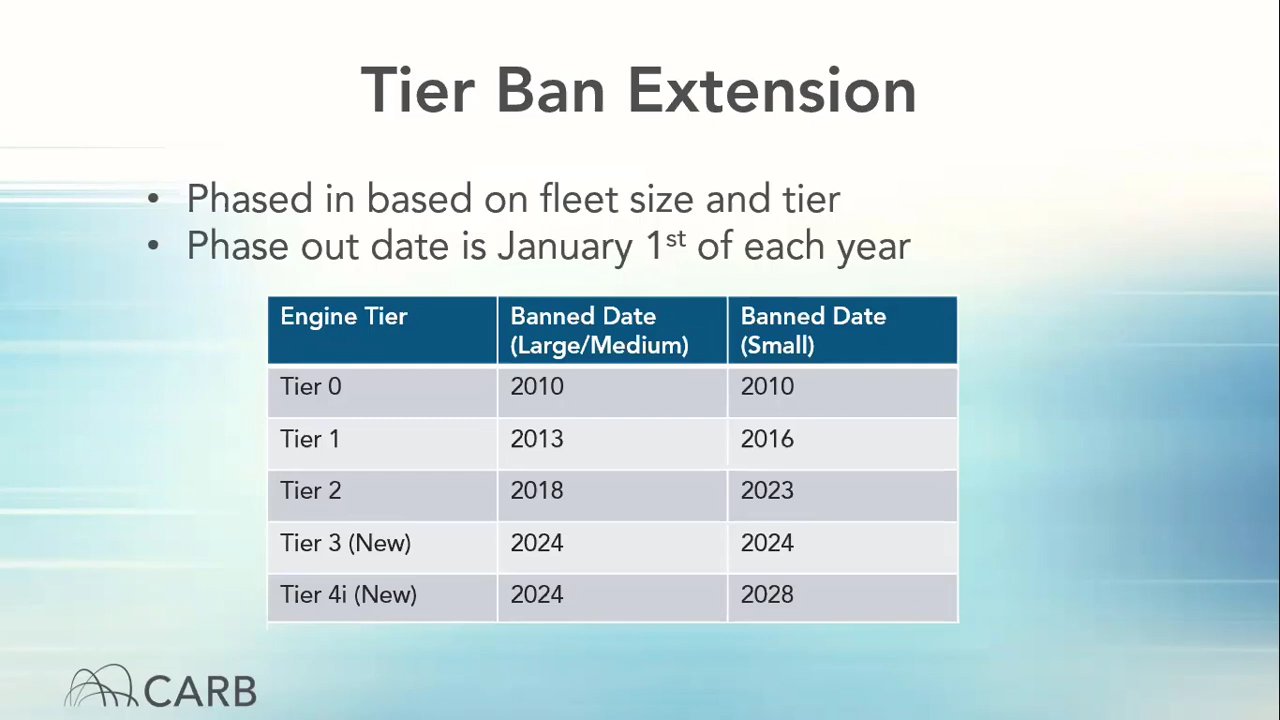 Tier Ban Extension
• Phased in based on fleet size and tier
• Phase out date is January 1st of each year
Engine Tier Banned Date (Large/Medium) Banned Date (Small)
Tier 0 2010 2010
Tier 1 2013 2016
Tier 2 2018 2023
Tier 3 (New) 2024 2024
Tier 4i (New) 2024 2028
CARB